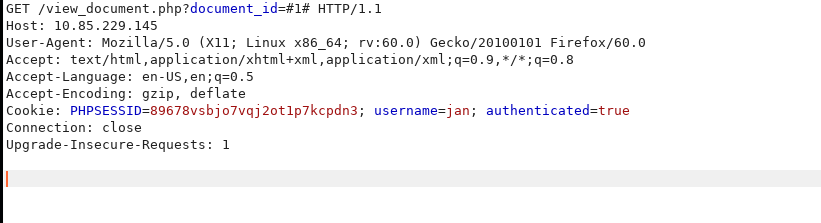 GET /view_document.php?document_id=#1# HTTP/1.1
Host: 10.85.229.145
User-Agent: Mozilla/5.0 (X11; Linux x86_64; rv:60.0) Gecko/20100101 Firefox/60.0
Accept: text/html,application/xhtml+xml,application/xml;q=0.9,*/*;q=0.8
Accept-Language: en-US,en;q=0.5
Accept-Encoding: gzip, deflate
Cookie: PHPSESSID=89678vsbjo7vqj2ot1p7kcpdn3; username=jan; authenticated=true
Connection: close
Upgrade-Insecure-Requests: 1